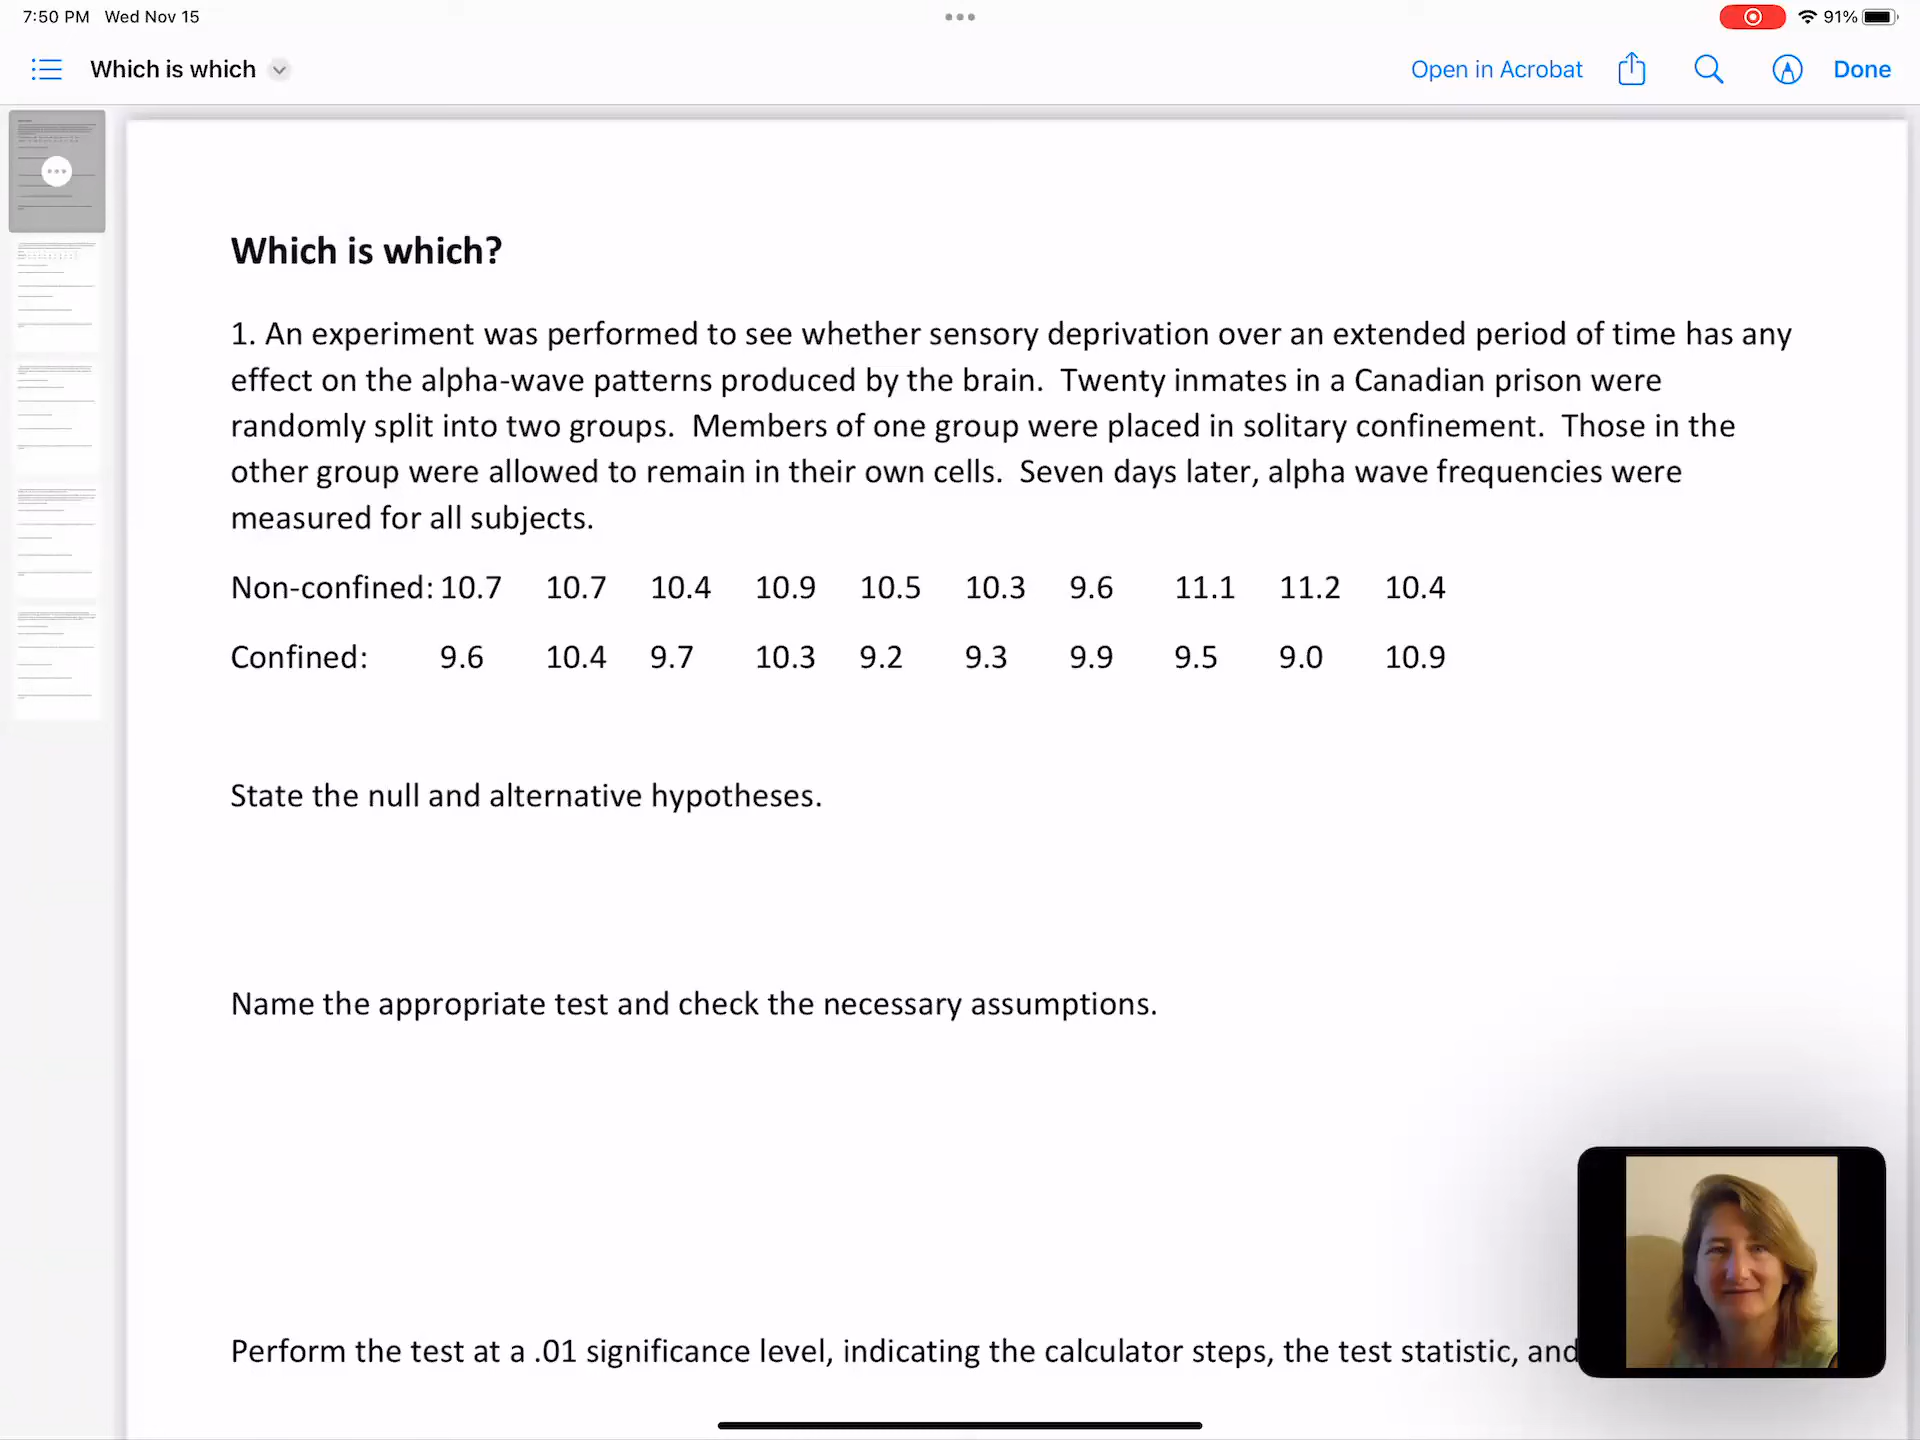 7:50 PM Wed Nov 15
91%
Which is which
Open in Acrobat
Done
Which is which?
1. An experiment was performed to see whether sensory deprivation over an extended period of time has any
effect on the alpha-wave patterns produced by the brain. Twenty inmates in a Canadian prison were
randomly split into two groups. Members of one group were placed in solitary confinement. Those in the
other group were allowed to remain in their own cells. Seven days later, alpha wave frequencies were
measured for all subjects.
Non-confined: 10.7 10.7 10.4 10.9 10.5 10.3 9.6 11.1 11.2 10.4
Confined: 9.6 10.4 9.7 10.3 9.2 9.3 9.9 9.5 9.0 10.9
State the null and alternative hypotheses.
Name the appropriate test and check the necessary assumptions.
Perform the test at a .01 significance level, indicating the calculator steps, the test statistic, and